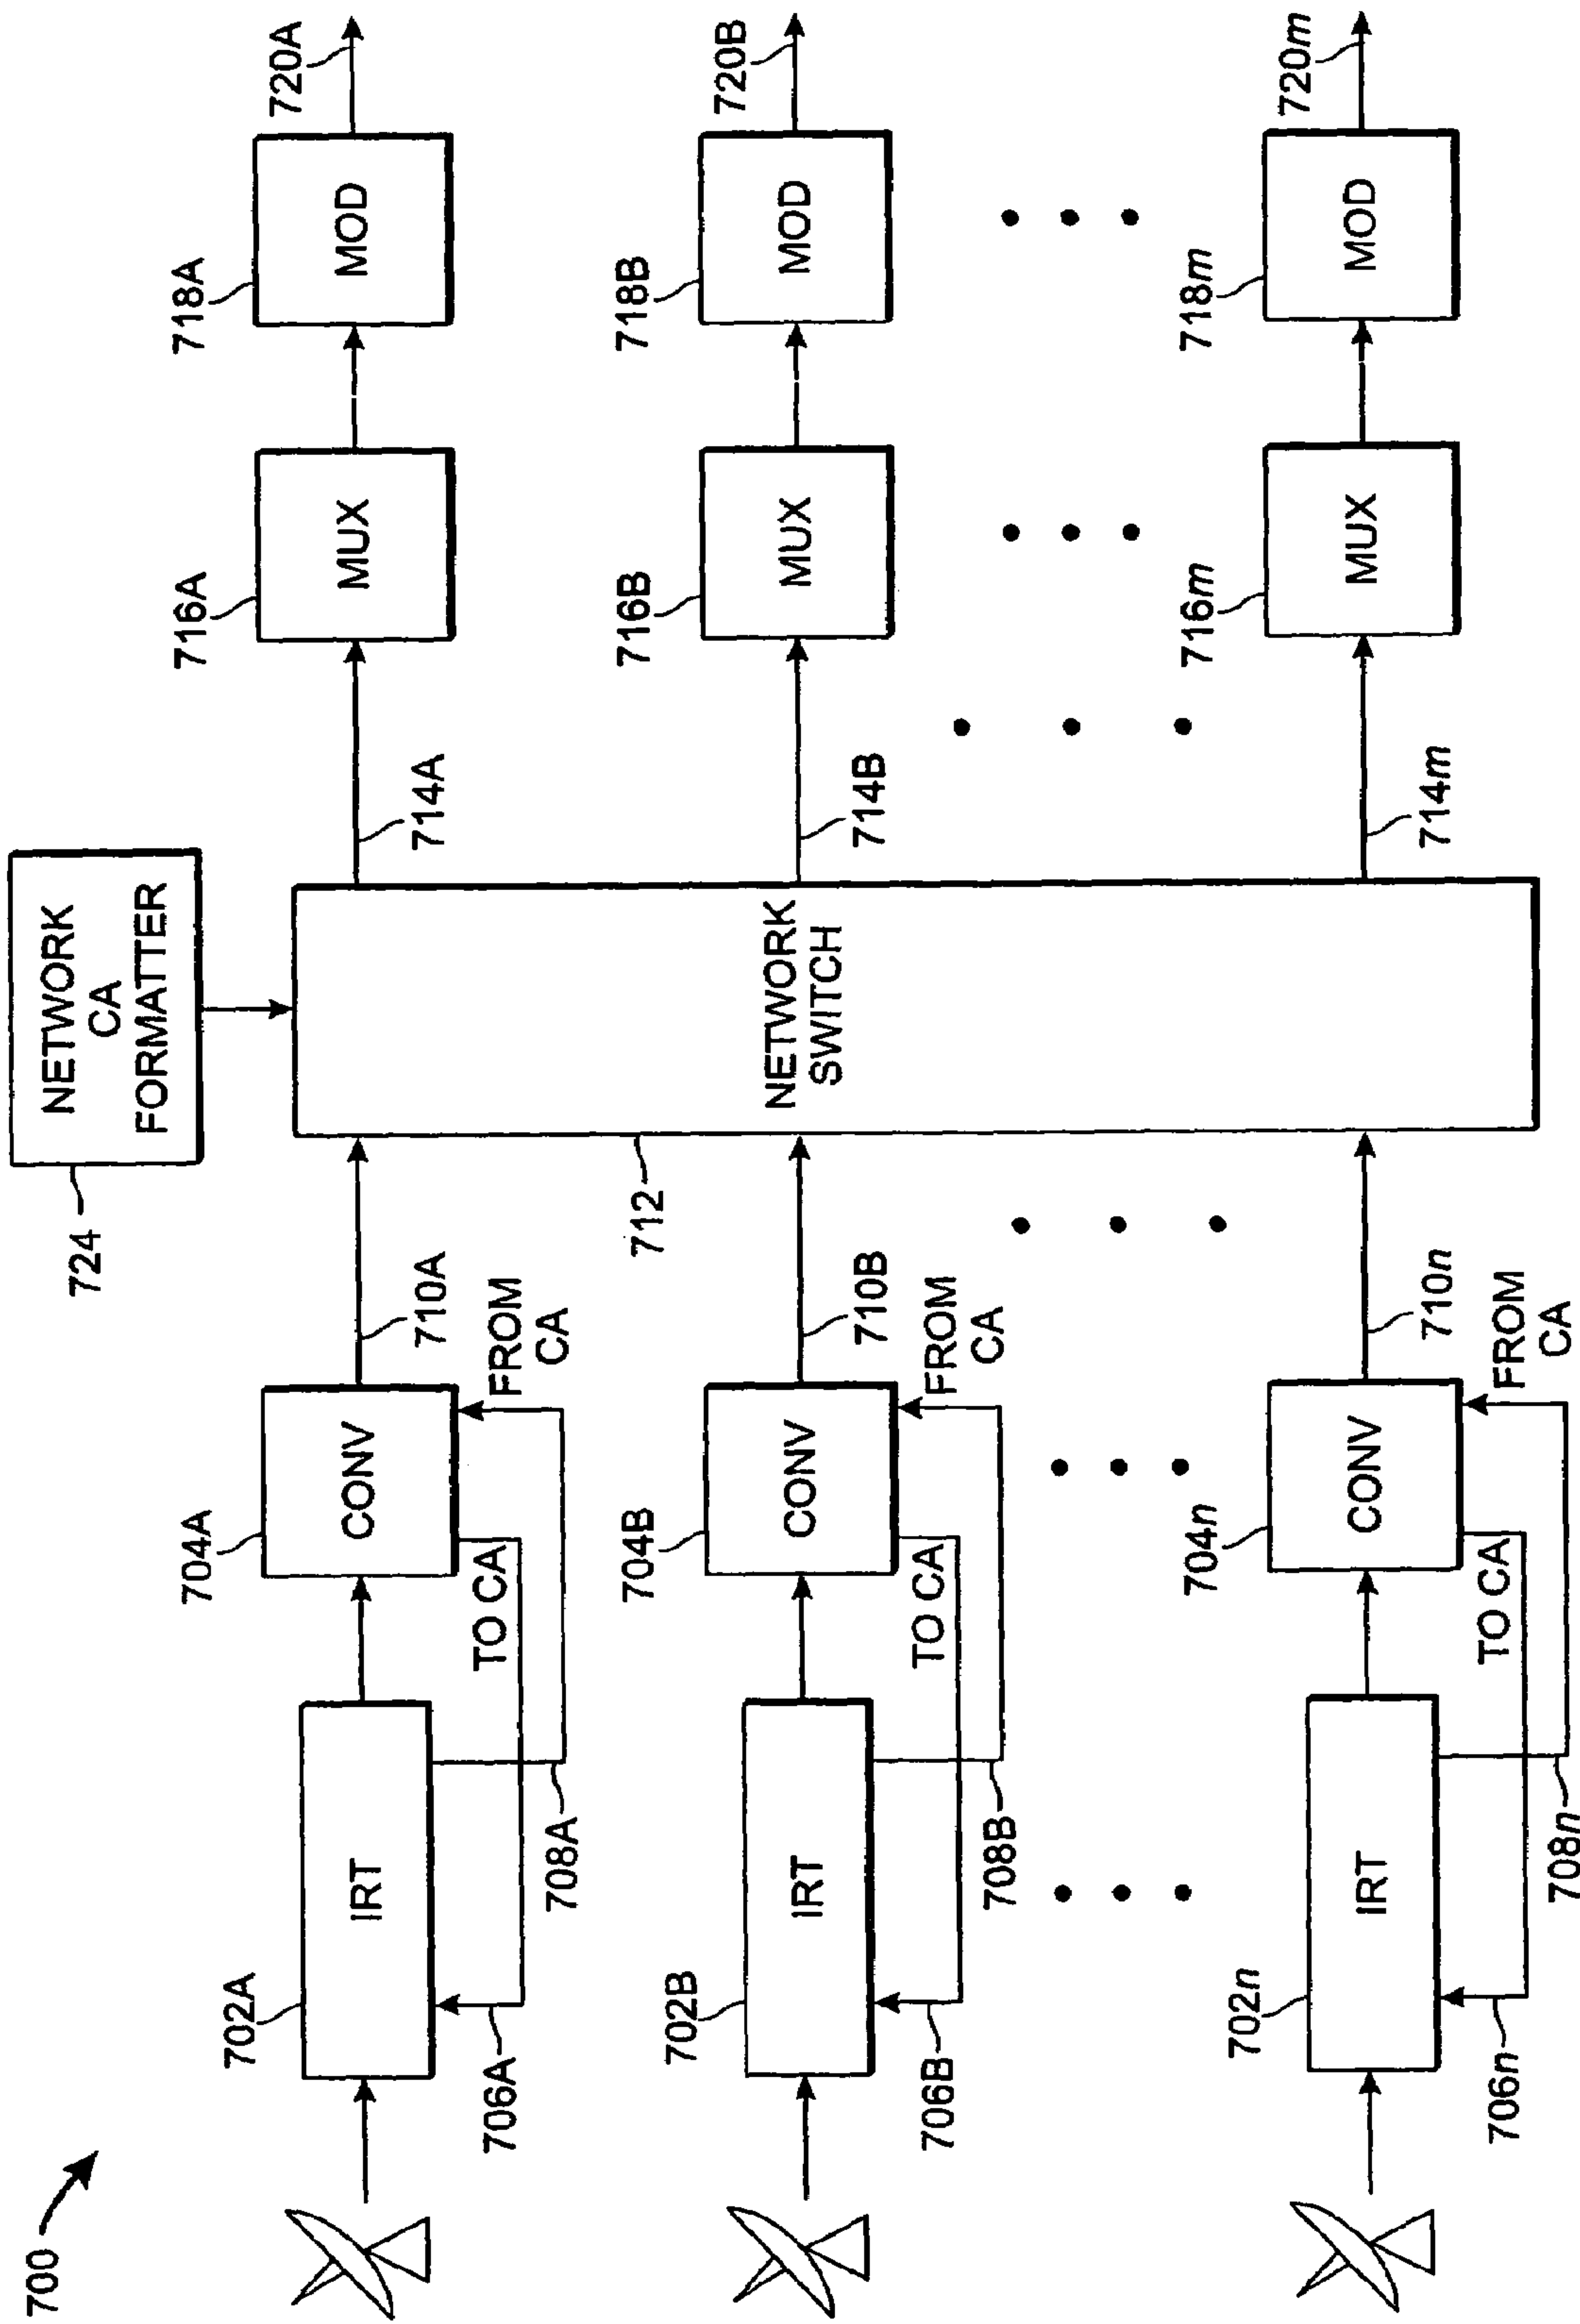 700
724
NETWORK
CA
FORMATTER
702A
IRT
706A
708A
704A
CONV
TO CA
FROM
CA
710A
714A
716A
MUX
718A
MOD
720A
712
NETWORK
SWITCH
702B
IRT
706B
708B
704B
CONV
TO CA
FROM
CA
710B
714B
716B
MUX
718B
MOD
720B
702n
IRT
706n
708n
704n
CONV
TO CA
FROM
CA
710n
714m
716m
MUX
718m
MOD
720m